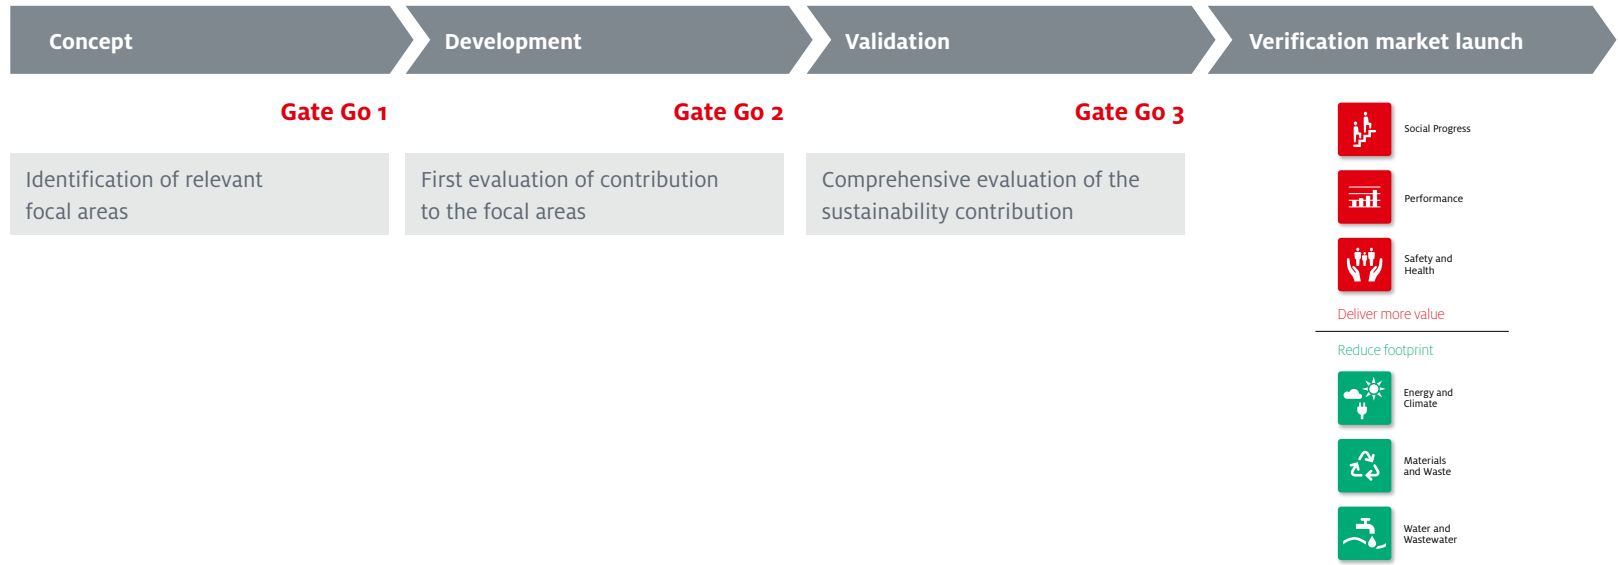 Concept
Development
Validation
Verification market launch
Gate Go 1
Gate Go 2
Gate Go 3
Identification of relevant
focal areas
First evaluation of contribution
to the focal areas
Comprehensive evaluation of the
sustainability contribution
Social Progress
Performance
Safety and
Health
Deliver more value
Reduce footprint
Energy and
Climate
Materials
and Waste
Water and
Wastewater